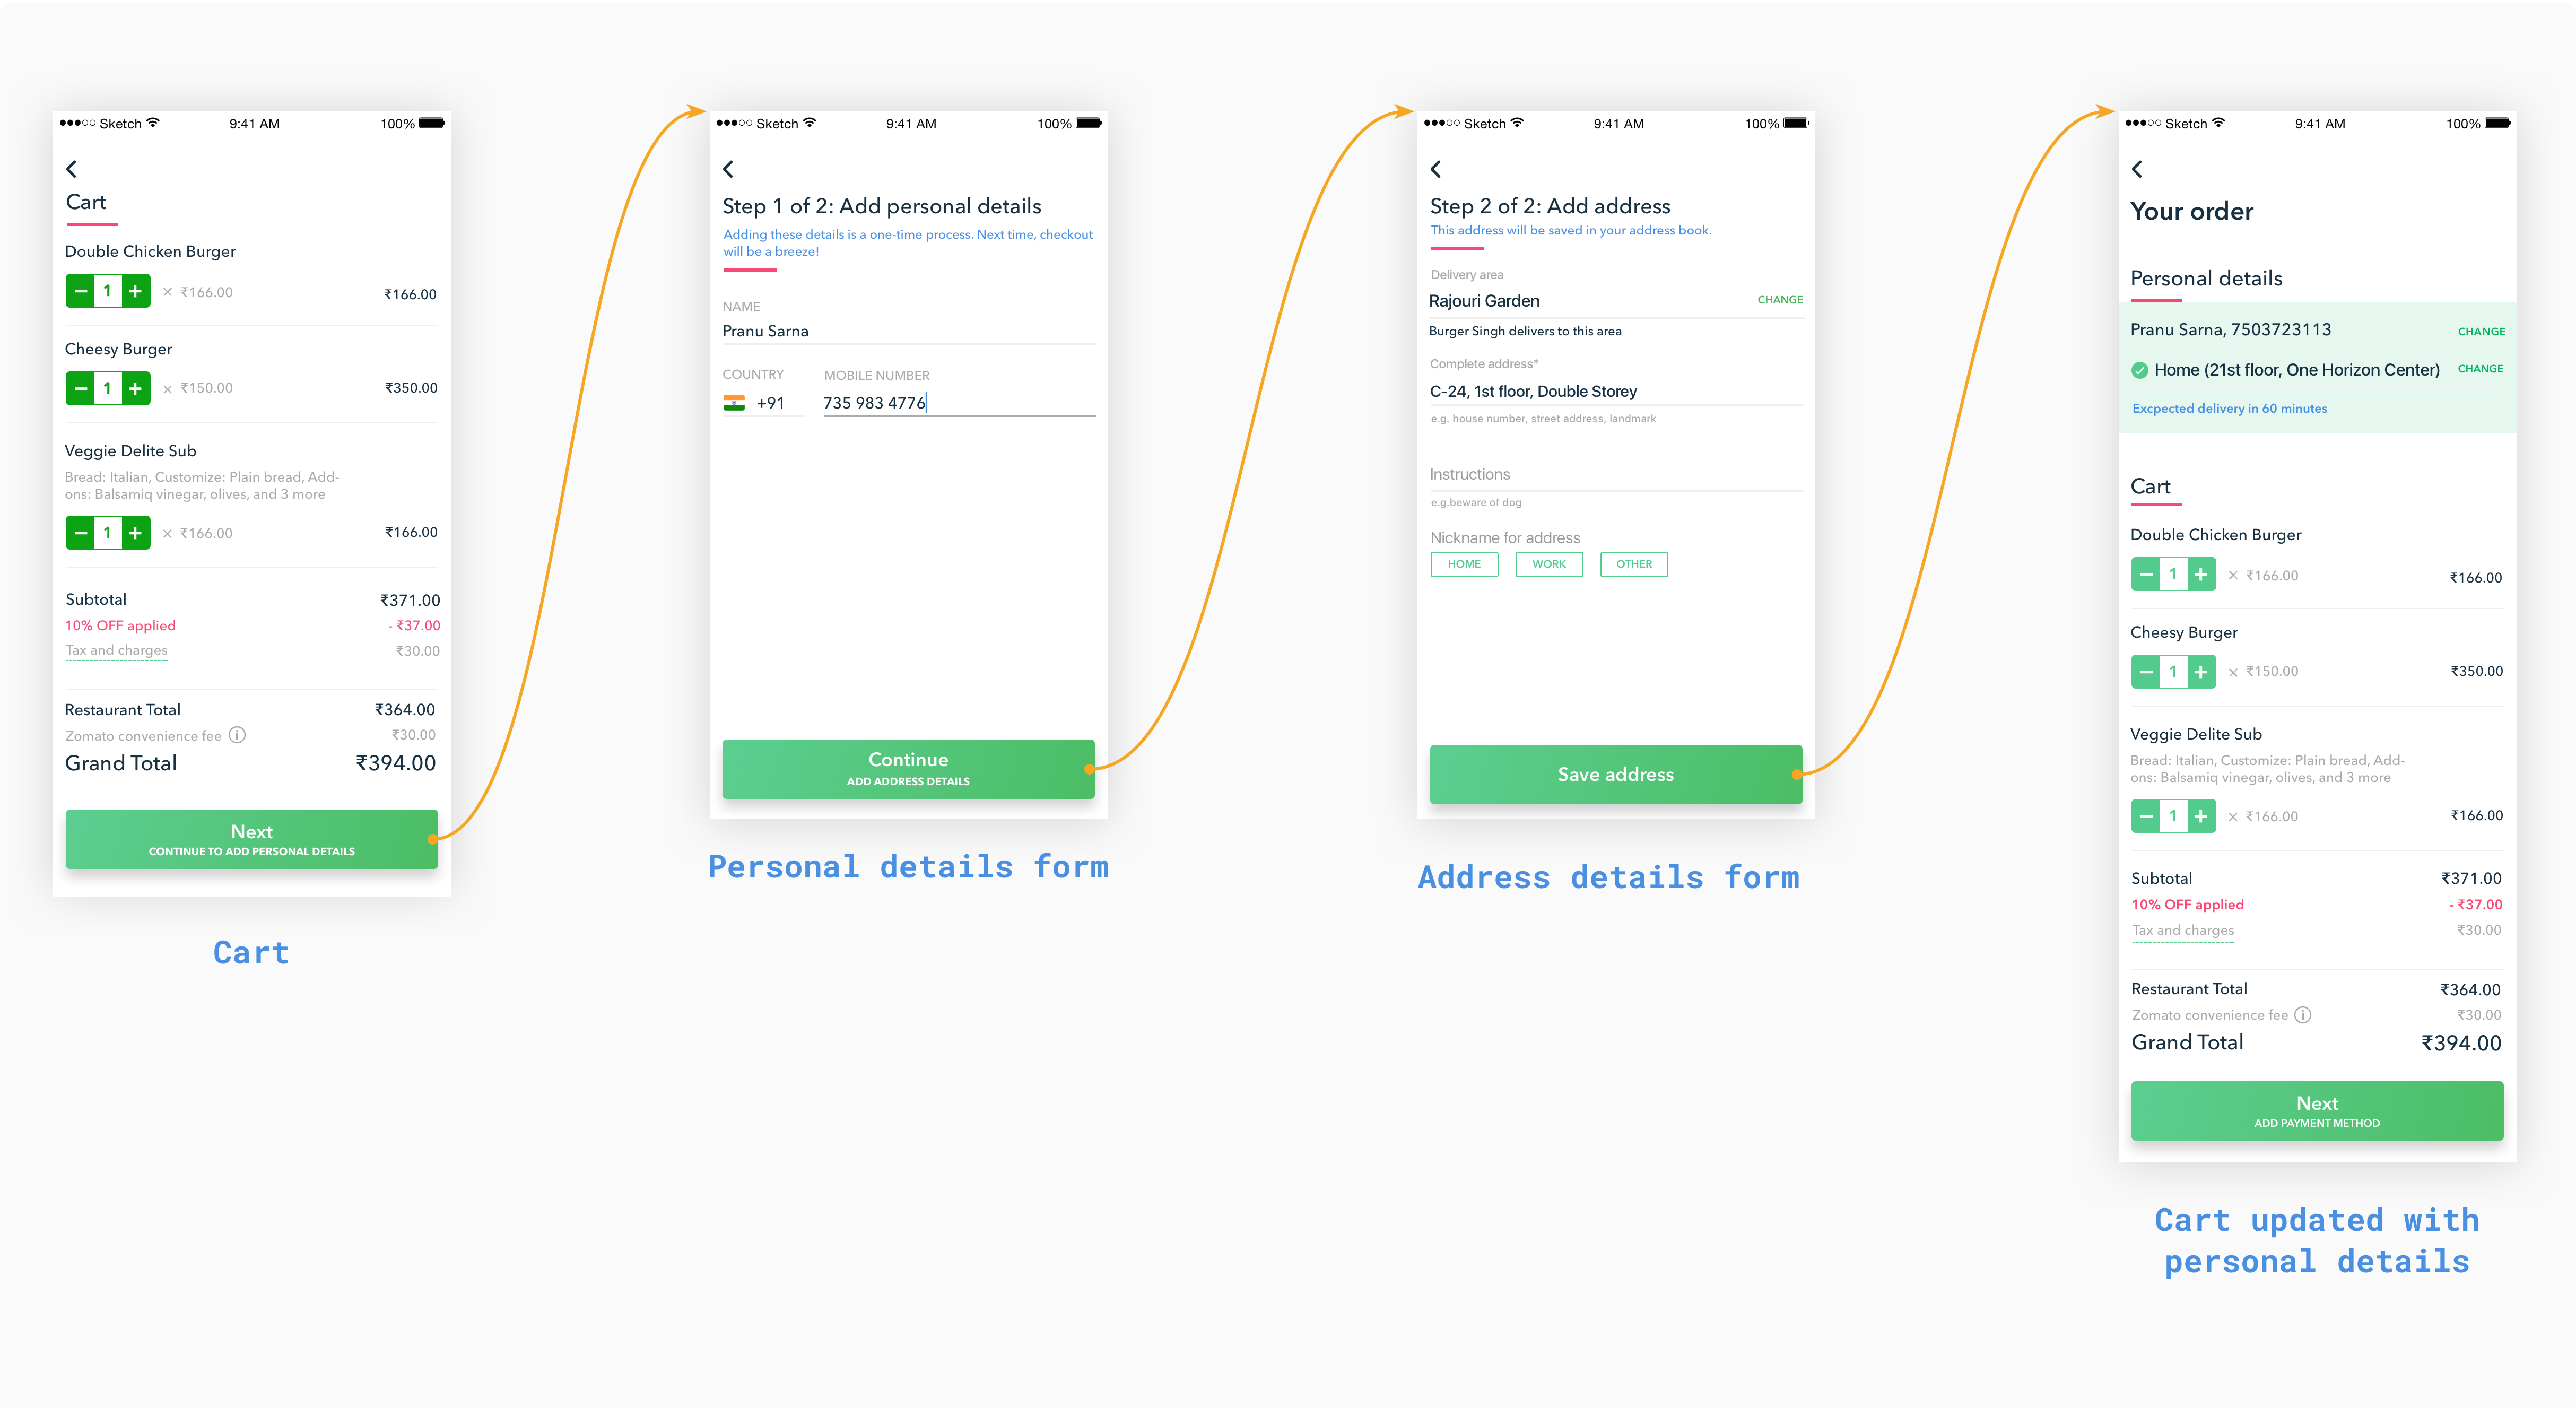 Sketch 9:41 AM 100%
Cart
Double Chicken Burger
− 1 + × ₹166.00 ₹166.00
Cheesy Burger
− 1 + × ₹150.00 ₹350.00
Veggie Delite Sub
Bread: Italian, Customize: Plain bread, Add-
ons: Balsamiq vinegar, olives, and 3 more
− 1 + × ₹166.00 ₹166.00
Subtotal ₹371.00
10% OFF applied - ₹37.00
Tax and charges ₹30.00
Restaurant Total ₹364.00
Zomato convenience fee i ₹30.00
Grand Total ₹394.00
Next
CONTINUE TO ADD PERSONAL DETAILS
Cart
Sketch 9:41 AM 100%
Step 1 of 2: Add personal details
Adding these details is a one-time process. Next time, checkout
will be a breeze!
NAME
Pranu Sarna
COUNTRY MOBILE NUMBER
+91 735 983 4776
Continue
ADD ADDRESS DETAILS
Personal details form
Sketch 9:41 AM 100%
Step 2 of 2: Add address
This address will be saved in your address book.
Delivery area
Rajouri Garden CHANGE
Burger Singh delivers to this area
Complete address*
C-24, 1st floor, Double Storey
e.g. house number, street address, landmark
Instructions
e.g.beware of dog
Nickname for address
HOME WORK OTHER
Save address
Address details form
Sketch 9:41 AM 100%
Your order
Personal details
Pranu Sarna, 7503723113 CHANGE
Home (21st floor, One Horizon Center) CHANGE
Excpected delivery in 60 minutes
Cart
Double Chicken Burger
− 1 + × ₹166.00 ₹166.00
Cheesy Burger
− 1 + × ₹150.00 ₹350.00
Veggie Delite Sub
Bread: Italian, Customize: Plain bread, Add-
ons: Balsamiq vinegar, olives, and 3 more
− 1 + × ₹166.00 ₹166.00
Subtotal ₹371.00
10% OFF applied - ₹37.00
Tax and charges ₹30.00
Restaurant Total ₹364.00
Zomato convenience fee i ₹30.00
Grand Total ₹394.00
Next
ADD PAYMENT METHOD
Cart updated with
personal details